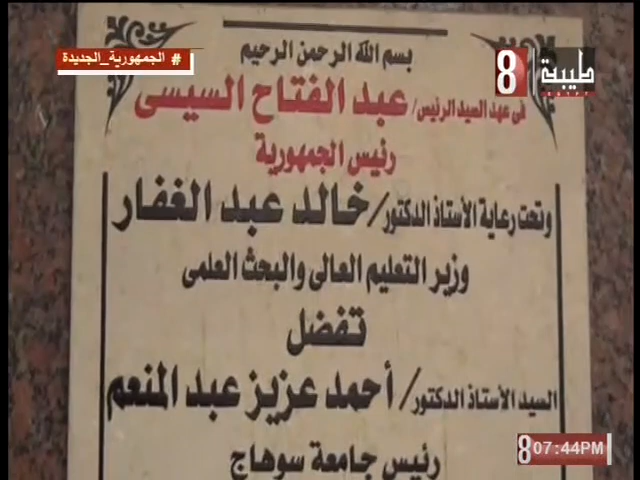 #الجمهورية_الجديدة
8 طيبة
EGYPT
بسم الله الرحمن الرحيم
فى عهد السيد الرئيس/ عبد الفتاح السيسى
رئيس الجمهورية
وتحت رعاية الأستاذ الدكتور/ خالد عبد الغفار
وزير التعليم العالى والبحث العلمى
تفضل
السيد الأستاذ الدكتور/ أحمد عزيز عبد المنعم
رئيس جامعة سوهاج
8 07:44PM